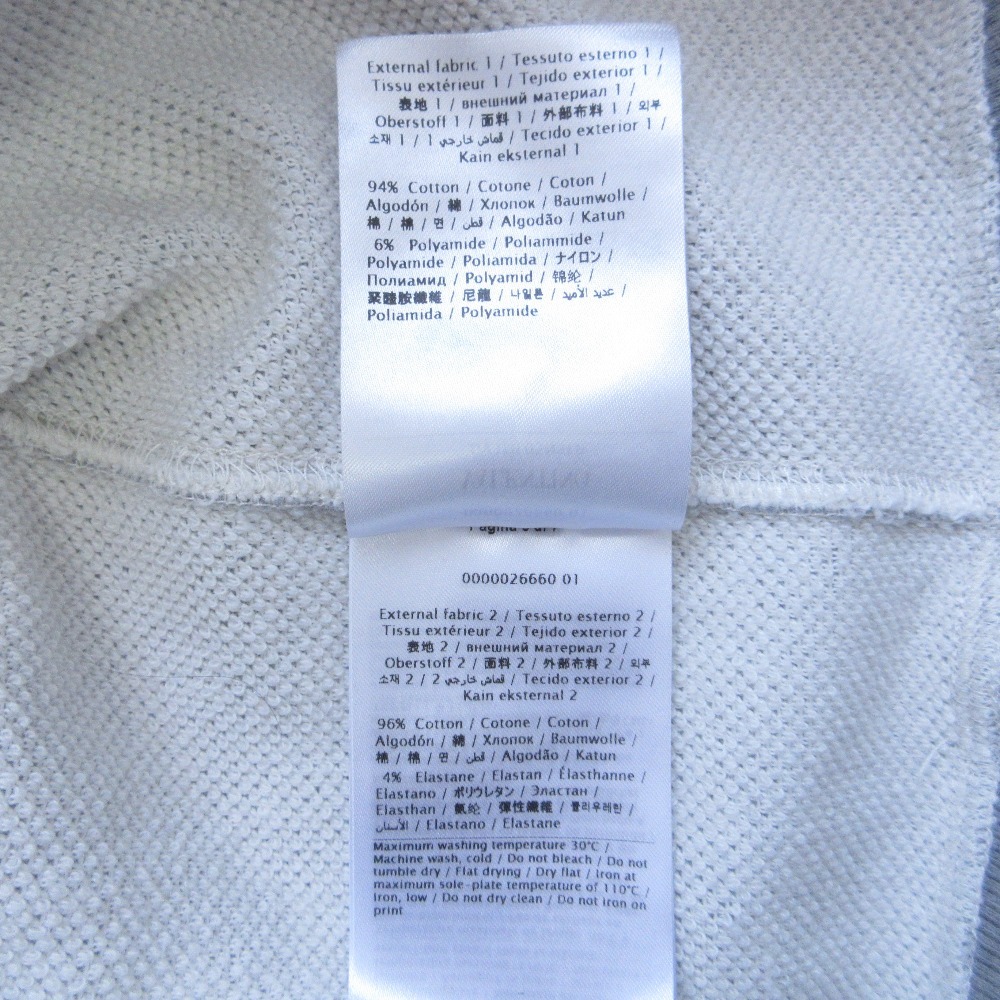 External fabric 1 / Tessuto esterno 1 /
Tissu extérieur 1 / Tejido exterior 1 /
表地 1 / внешний материал 1 /
Oberstoff 1 / 面料 1 / 外部布料 1 / 외부
소재 1 / 1 قماش خارجي / Tecido exterior 1 /
Kain eksternal 1
94% Cotton / Cotone / Coton /
Algodón / 綿 / Хлопок / Baumwolle /
棉 / 棉 / 면 / قطن / Algodão / Katun
6% Polyamide / Poliammide /
Polyamide / Poliamida / ナイロン /
Полиамид / Polyamid / 锦纶 /
尼龍 / 나일론 / عديد الأميد /
Poliamida / Polyamide
0000026660 01
External fabric 2 / Tessuto esterno 2 /
Tissu extérieur 2 / Tejido exterior 2 /
表地 2 / внешний материал 2 /
Oberstoff 2 / 面料 2 / 外部布料 2 / 외부
소재 2 / 2 قماش خارجي / Tecido exterior 2 /
Kain eksternal 2
96% Cotton / Cotone / Coton /
Algodón / 綿 / Хлопок / Baumwolle /
棉 / 棉 / 면 / قطن / Algodão / Katun
4% Elastane / Elastan / Élasthanne /
Elastano / ポリウレタン / Эластан /
Elasthan / 氨纶 / 彈性纖維 / 폴리우레탄 /
الأستان / Elastano / Elastane
Maximum washing temperature 30°C /
Machine wash, cold / Do not bleach / Do not
tumble dry / Flat drying / Dry flat / Iron at
maximum sole-plate temperature of 110°C /
Iron, low / Do not dry clean / Do not iron on
print